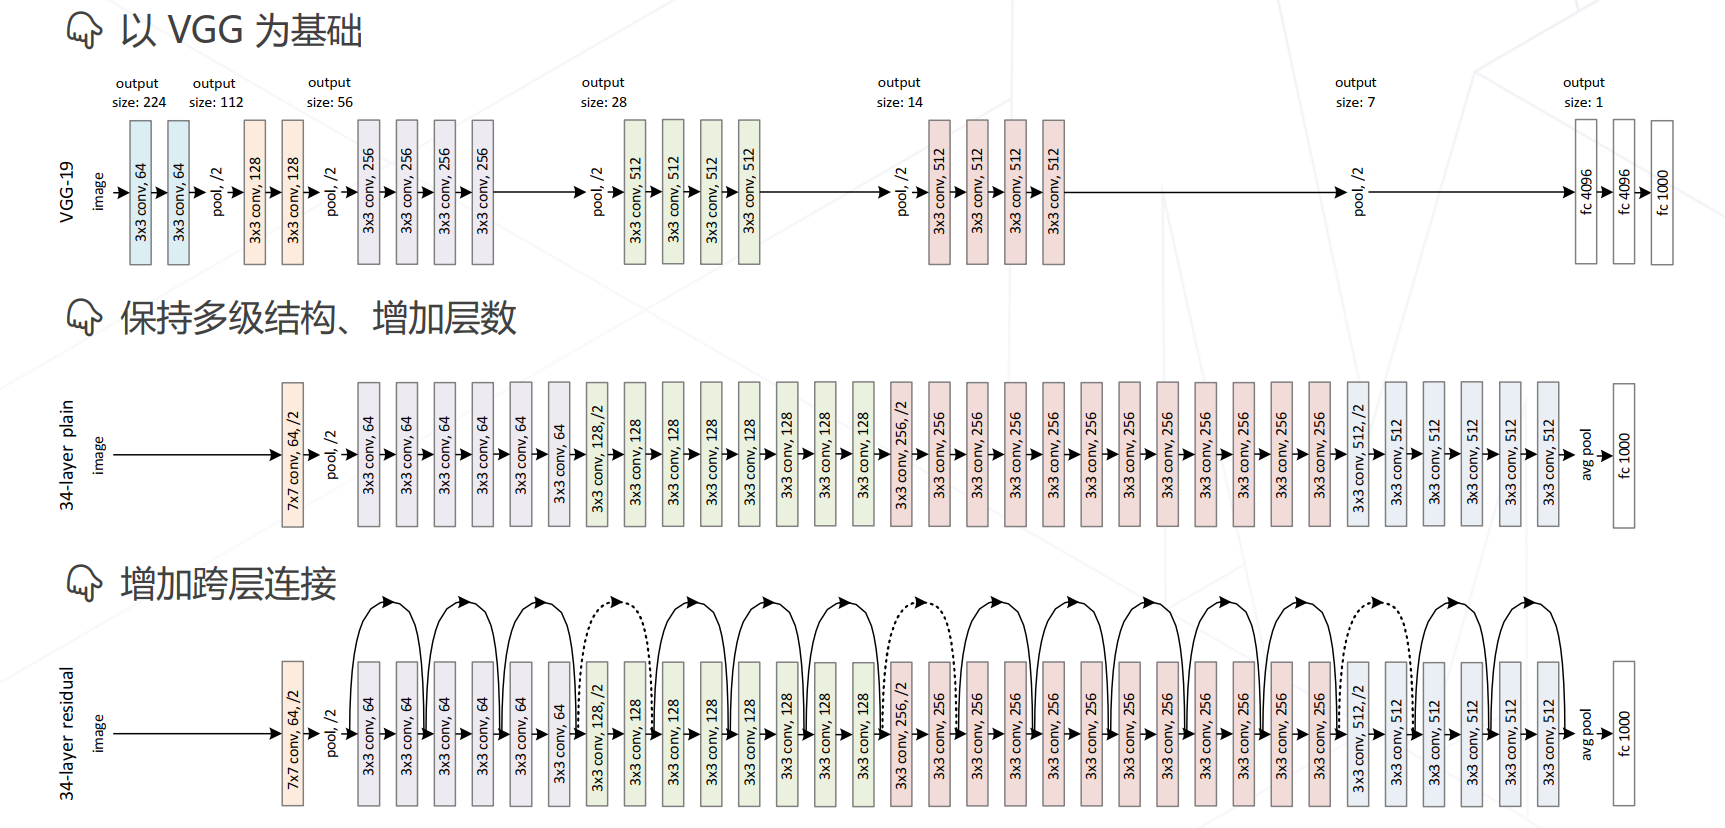 以 VGG 为基础
output size: 224
output size: 112
output size: 56
output size: 28
output size: 14
output size: 7
output size: 1
VGG-19
image
3x3 conv, 64
3x3 conv, 64
pool, /2
3x3 conv, 128
3x3 conv, 128
pool, /2
3x3 conv, 256
3x3 conv, 256
3x3 conv, 256
3x3 conv, 256
pool, /2
3x3 conv, 512
3x3 conv, 512
3x3 conv, 512
3x3 conv, 512
pool, /2
3x3 conv, 512
3x3 conv, 512
3x3 conv, 512
3x3 conv, 512
pool, /2
fc 4096
fc 4096
fc 1000
保持多级结构、增加层数
34-layer plain
image
7x7 conv, 64, /2
pool, /2
3x3 conv, 64
3x3 conv, 64
3x3 conv, 64
3x3 conv, 64
3x3 conv, 64
3x3 conv, 64
3x3 conv, 128, /2
3x3 conv, 128
3x3 conv, 128
3x3 conv, 128
3x3 conv, 128
3x3 conv, 128
3x3 conv, 128
3x3 conv, 128
3x3 conv, 256, /2
3x3 conv, 256
3x3 conv, 256
3x3 conv, 256
3x3 conv, 256
3x3 conv, 256
3x3 conv, 256
3x3 conv, 256
3x3 conv, 256
3x3 conv, 256
3x3 conv, 256
3x3 conv, 256
3x3 conv, 512, /2
3x3 conv, 512
3x3 conv, 512
3x3 conv, 512
3x3 conv, 512
3x3 conv, 512
avg pool
fc 1000
增加跨层连接
34-layer residual
image
7x7 conv, 64, /2
pool, /2
3x3 conv, 64
3x3 conv, 64
3x3 conv, 64
3x3 conv, 64
3x3 conv, 64
3x3 conv, 64
3x3 conv, 128, /2
3x3 conv, 128
3x3 conv, 128
3x3 conv, 128
3x3 conv, 128
3x3 conv, 128
3x3 conv, 128
3x3 conv, 128
3x3 conv, 256, /2
3x3 conv, 256
3x3 conv, 256
3x3 conv, 256
3x3 conv, 256
3x3 conv, 256
3x3 conv, 256
3x3 conv, 256
3x3 conv, 256
3x3 conv, 256
3x3 conv, 256
3x3 conv, 256
3x3 conv, 512, /2
3x3 conv, 512
3x3 conv, 512
3x3 conv, 512
3x3 conv, 512
3x3 conv, 512
avg pool
fc 1000